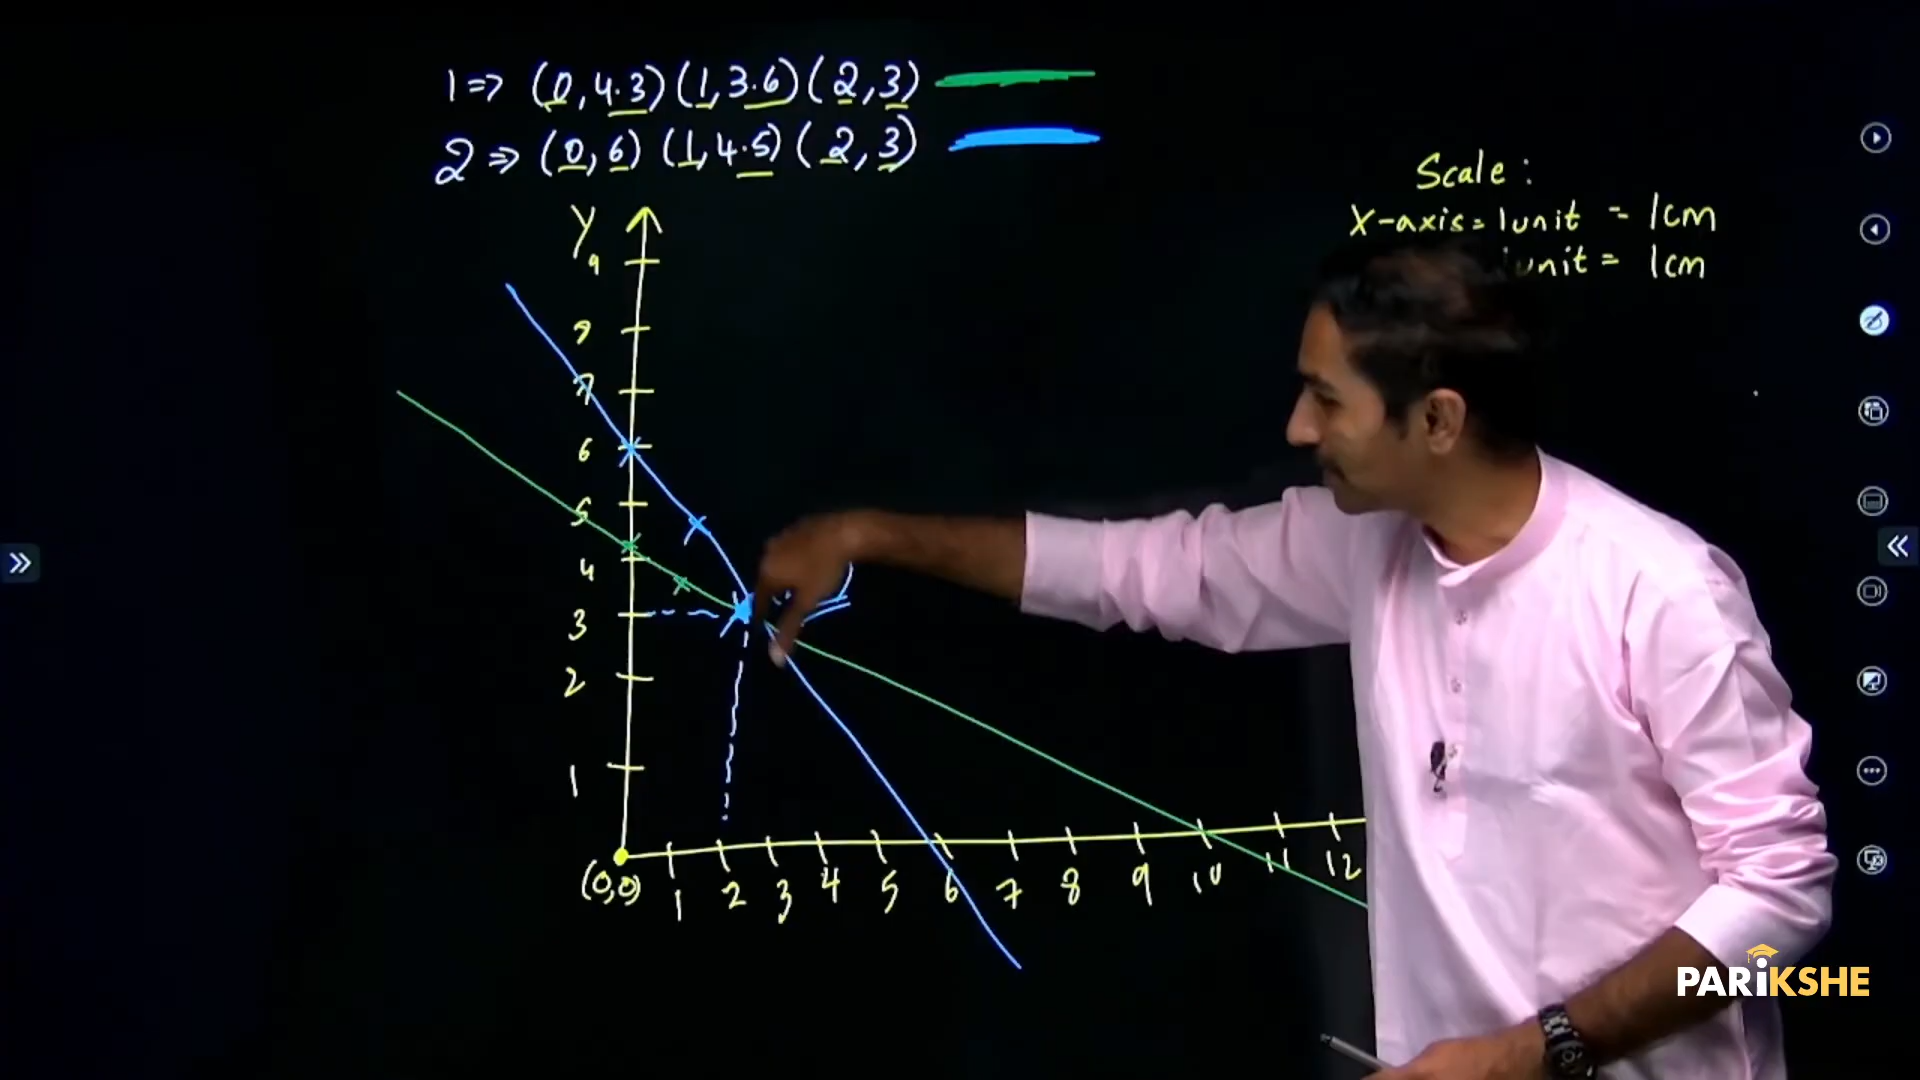 1 ⇒ (0, 4.3) (1, 3.6) (2, 3)
2 ⇒ (0, 6) (1, 4.5) (2, 3)
Scale :
X-axis = 1unit = 1cm
1unit = 1cm
Y
9
7
6
5
4
3
2
1
(0,0) 1 2 3 4 5 6 7 8 9 10 11 12
PARiKSHE